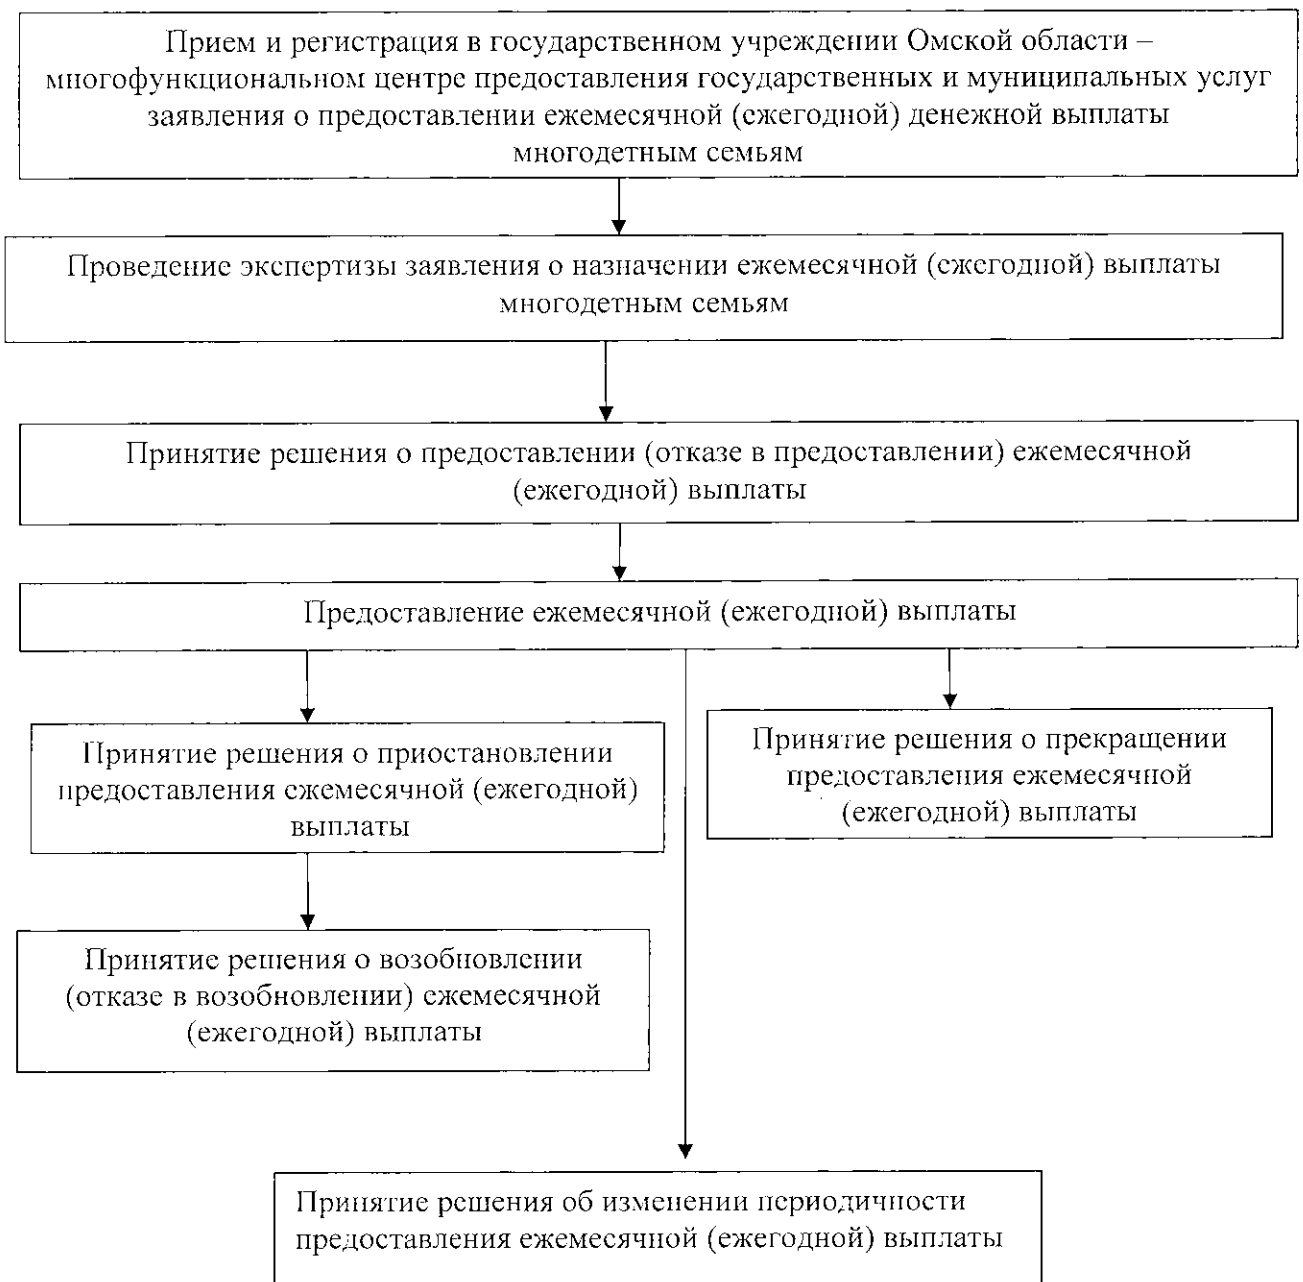 Прием и регистрация в государственном учреждении Омской области –
многофункциональном центре предоставления государственных и муниципальных услуг
заявления о предоставлении ежемесячной (ежегодной) денежной выплаты
многодетным семьям
Проведение экспертизы заявления о назначении ежемесячной (ежегодной) выплаты
многодетным семьям
Принятие решения о предоставлении (отказе в предоставлении) ежемесячной
(ежегодной) выплаты
Предоставление ежемесячной (ежегодной) выплаты
Принятие решения о приостановлении
предоставления ежемесячной (ежегодной)
выплаты
Принятие решения о прекращении
предоставления ежемесячной
(ежегодной) выплаты
Принятие решения о возобновлении
(отказе в возобновлении) ежемесячной
(ежегодной) выплаты
Принятие решения об изменении периодичности
предоставления ежемесячной (ежегодной) выплаты